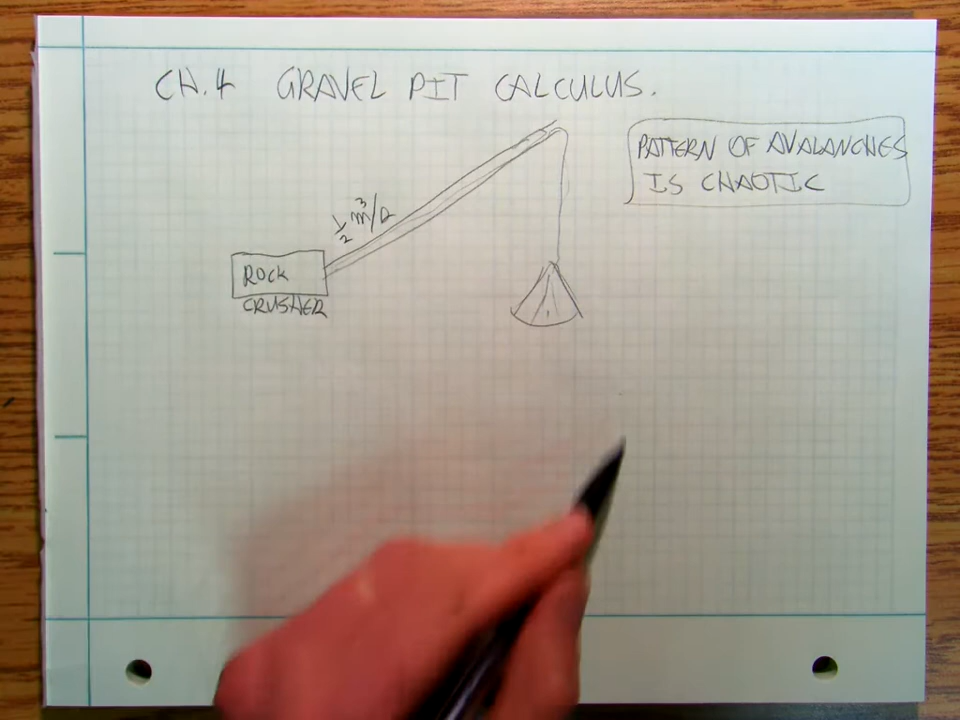 CH.4 GRAVEL PIT CALCULUS.
PATTERN OF AVALANCHES
IS CHAOTIC
½ m³/s
ROCK
CRUSHER